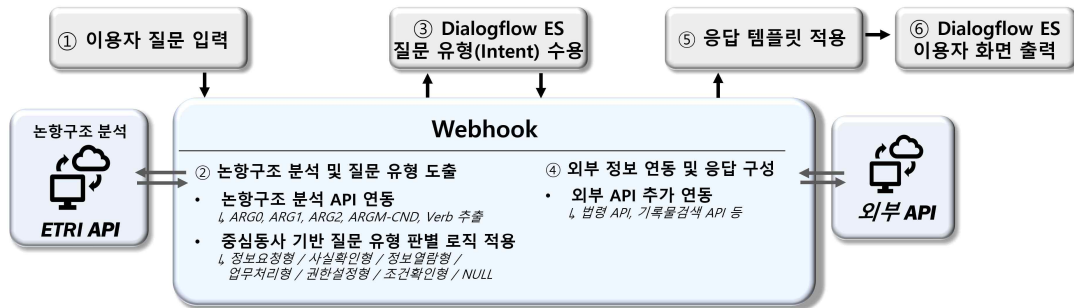 ① 이용자 질문 입력
③ Dialogflow ES
질문 유형(Intent) 수용
⑤ 응답 템플릿 적용
⑥ Dialogflow ES
이용자 화면 출력
논항구조 분석
ETRI API
Webhook
② 논항구조 분석 및 질문 유형 도출
• 논항구조 분석 API 연동
↳ ARG0, ARG1, ARG2, ARGM-CND, Verb 추출
• 중심동사 기반 질문 유형 판별 로직 적용
↳ 정보요청형 / 사실확인형 / 정보열람형 /
업무처리형 / 권한설정형 / 조건확인형 / NULL
④ 외부 정보 연동 및 응답 구성
• 외부 API 추가 연동
↳ 법령 API, 기록물검색 API 등
외부 API